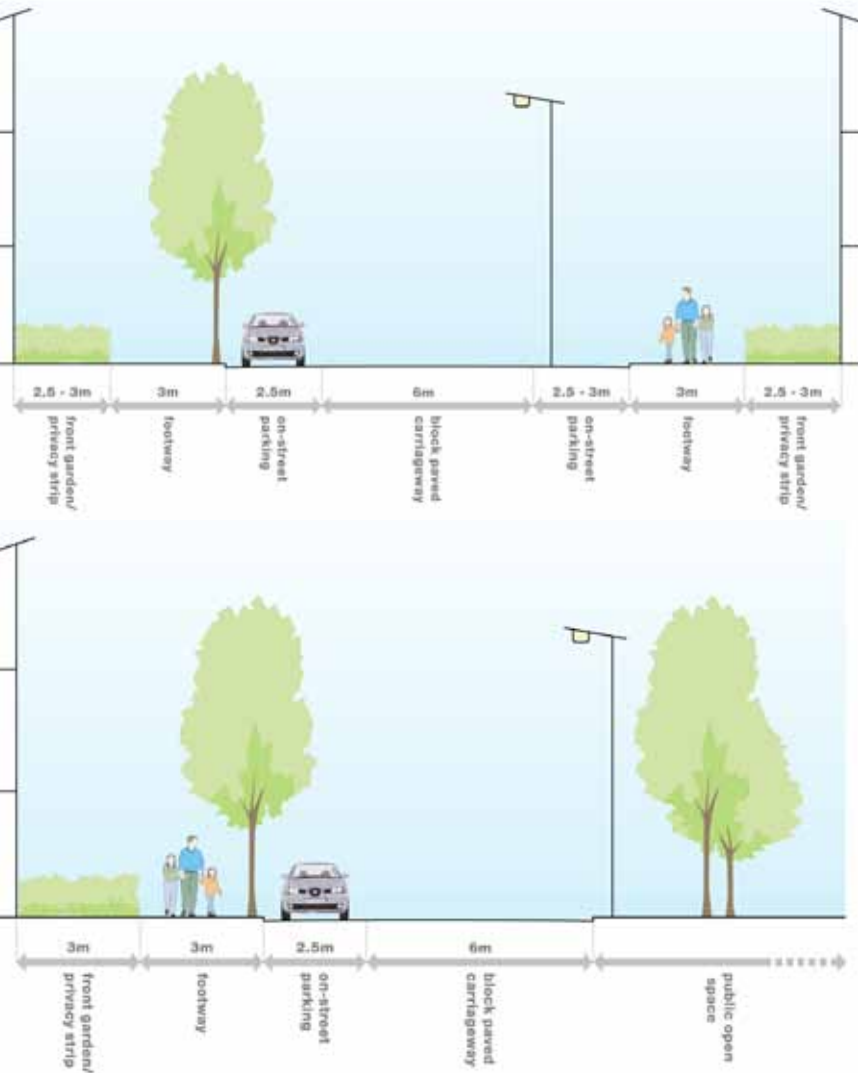 2.5 - 3m
3m
2.5m
6m
2.5 - 3m
3m
2.5 - 3m
front garden/
privacy strip
footway
on-street
parking
block paved
carriageway
on-street
parking
footway
front garden/
privacy strip
3m
3m
2.5m
6m
front garden/
privacy strip
footway
on-street
parking
block paved
carriageway
public open
space